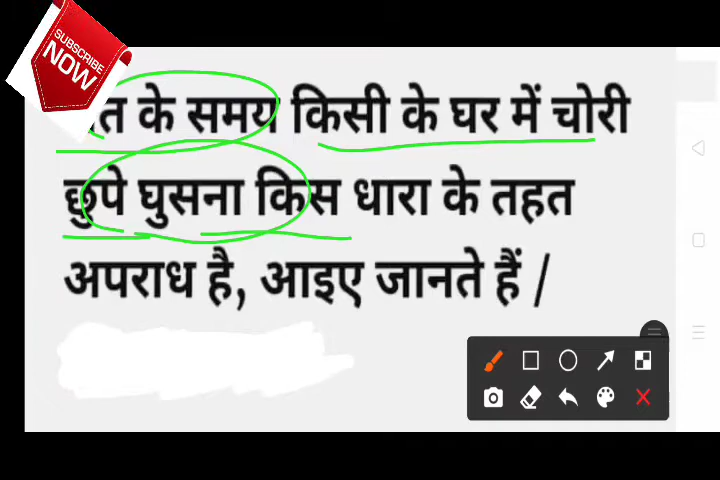 SUBSCRIBE
NOW
के समय किसी के घर में चोरी
छुपे घुसना किस धारा के तहत
अपराध है, आइए जानते हैं /